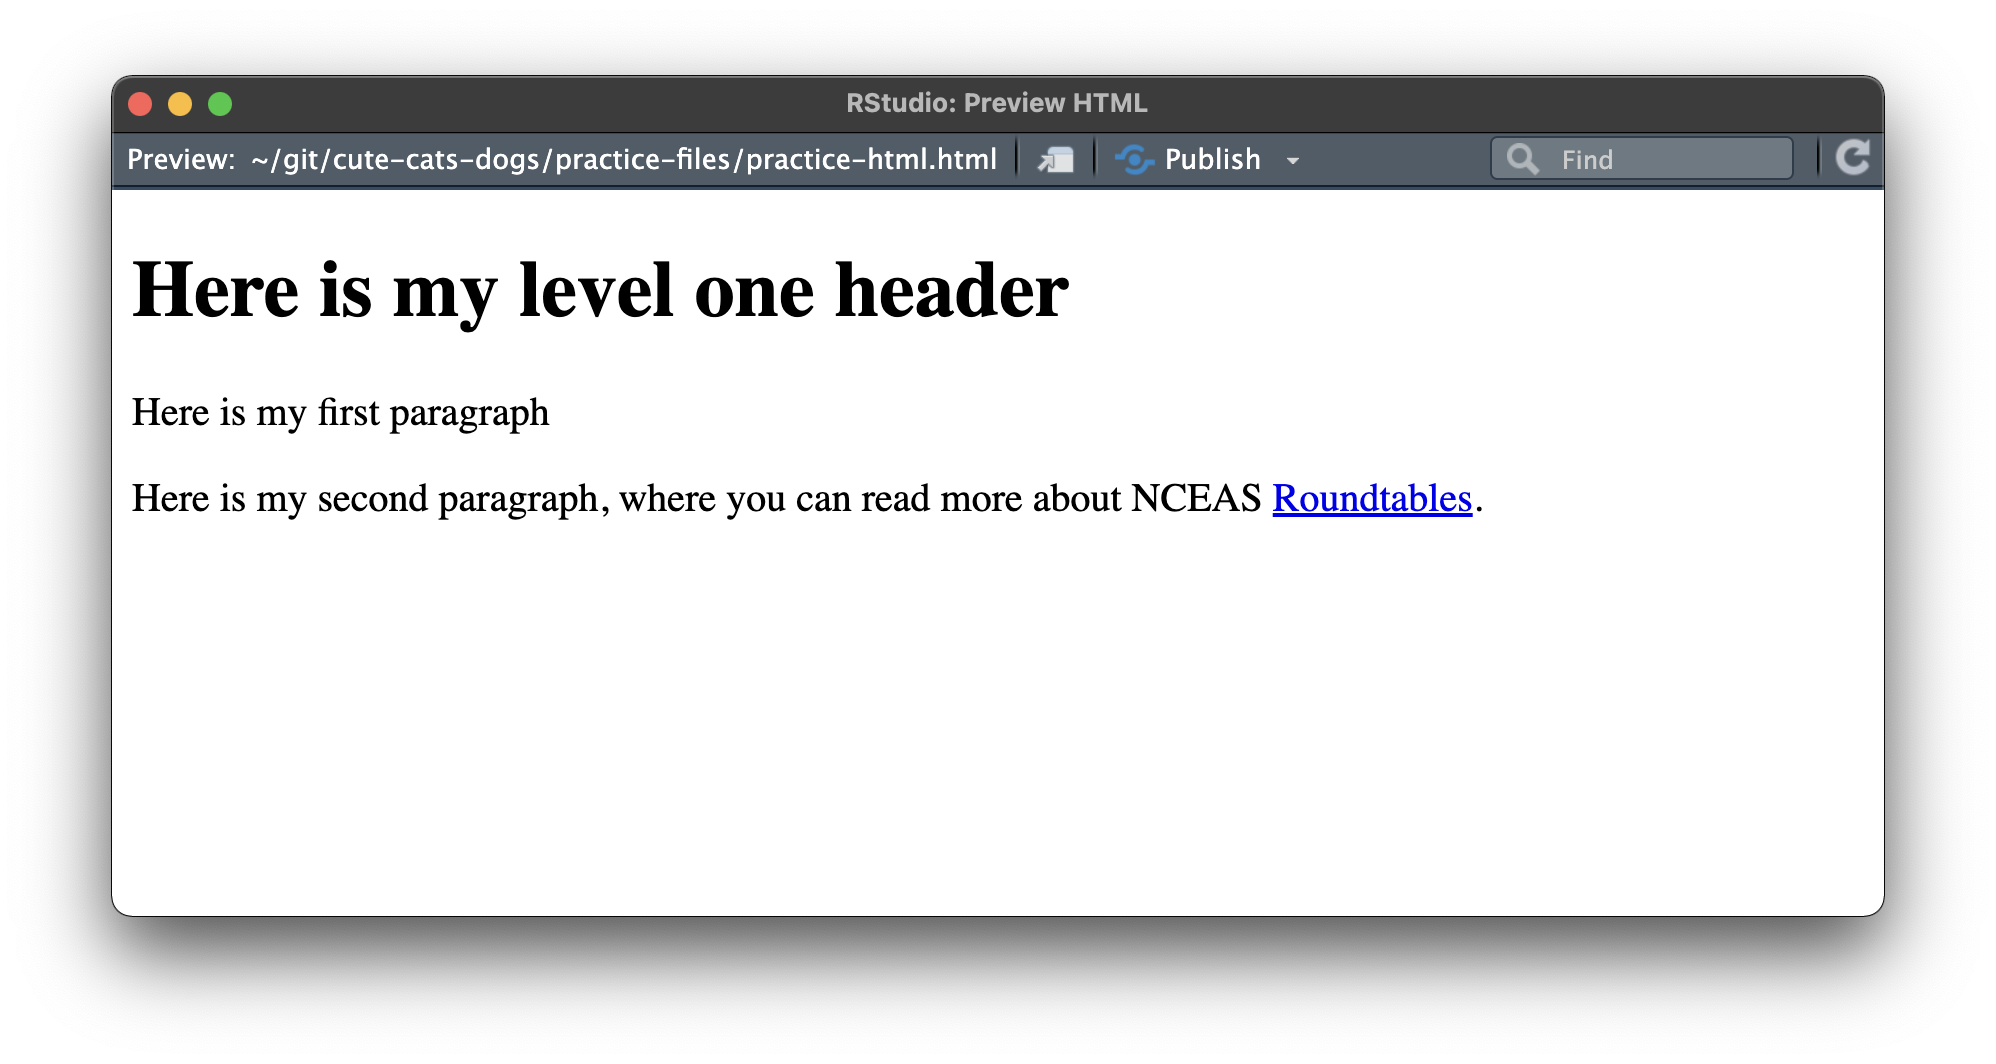 RStudio: Preview HTML
Preview: ~/git/cute-cats-dogs/practice-files/practice-html.html Publish Find
Here is my level one header
Here is my first paragraph
Here is my second paragraph, where you can read more about NCEAS Roundtables.